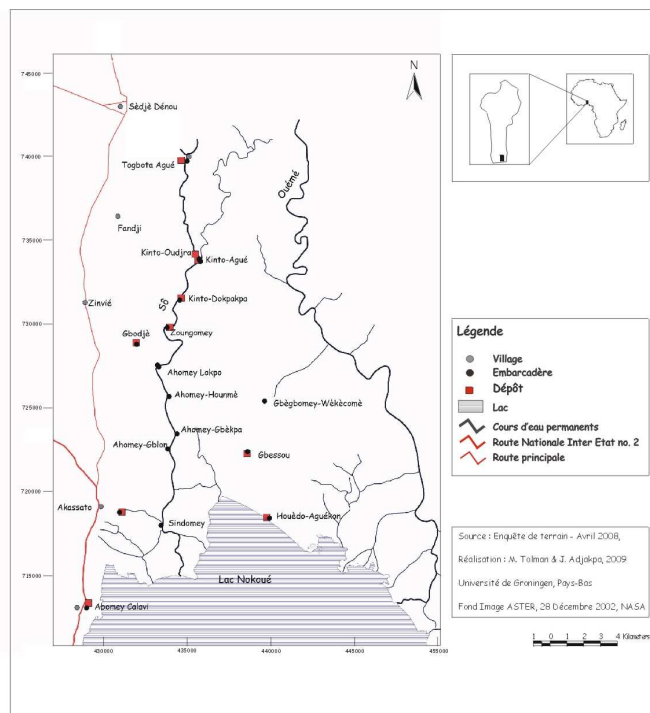 745000
740000
735000
730000
725000
720000
715000
430000
435000
440000
445000
450000
455000
N
Sèdjè Dénou
Togbota Agué
Ouémé
Fandji
Kinto-Oudjra
Kinto-Agué
Kinto-Dokpakpa
Sô
Zinvié
Zoungomey
Gbodjè
Ahomey Lokpo
Ahomey-Hounmè
Gbègbomey-Wèkècomè
Ahomey-Gbèkpa
Ahomey-Gblon
Gbessou
Akassato
Sindomey
Houèdo-Aguékon
Lac Nokoué
Abomey Calavi
Légende
Village
Embarcadère
Dépôt
Lac
Cours d'eau permanents
Route Nationale Inter Etat no. 2
Route principale
Source : Enquête de terrain - Avril 2008,
Réalisation : M. Tolman & J. Adjakpa, 2009
Université de Groningen, Pays-Bas
Fond Image ASTER, 28 Décembre 2002, NASA
1 0 1 2 3 4 Kilometers